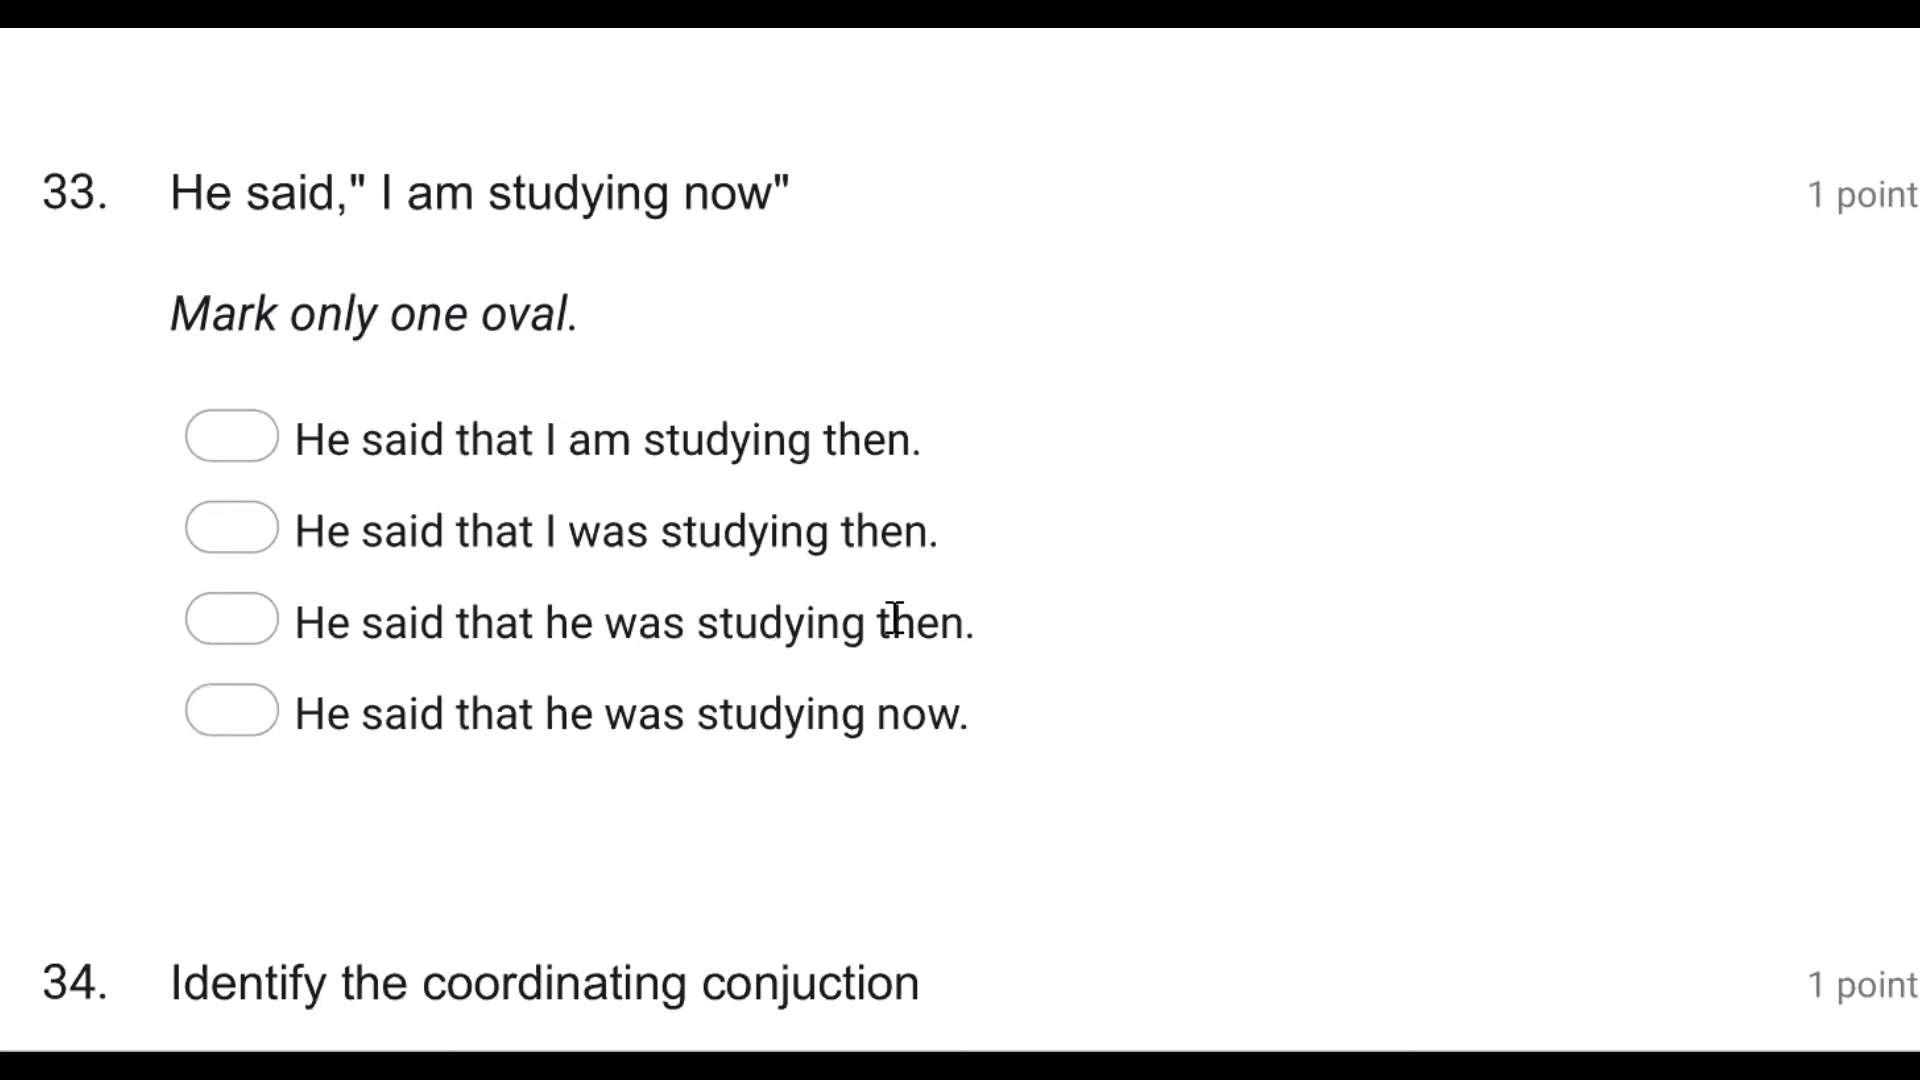 33. He said," I am studying now" 1 point
Mark only one oval.
He said that I am studying then.
He said that I was studying then.
He said that he was studying then.
He said that he was studying now.
34. Identify the coordinating conjuction 1 point